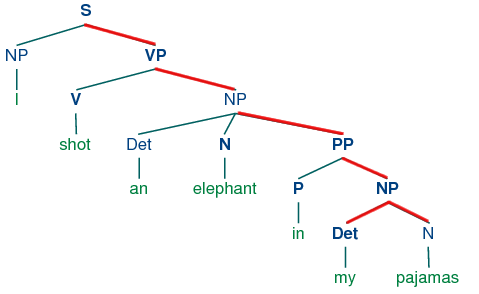 S
NP VP
I V NP
shot Det N PP
an elephant P NP
in Det N
my pajamas